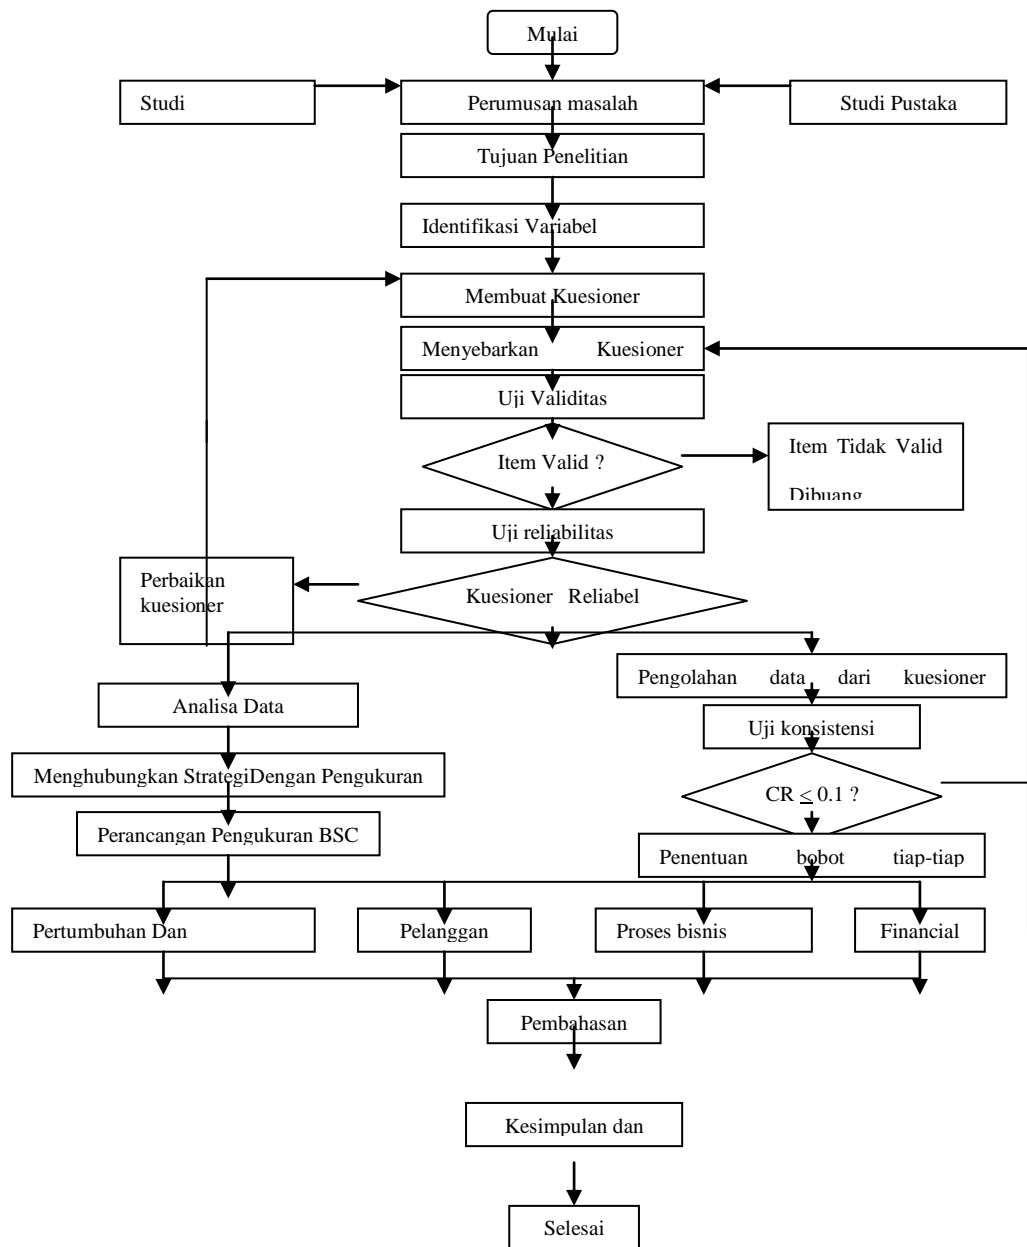 Mulai
Studi
Perumusan masalah
Studi Pustaka
Tujuan Penelitian
Identifikasi Variabel
Membuat Kuesioner
Menyebarkan Kuesioner
Uji Validitas
Item Valid ?
Item Tidak Valid
Dibuang
Uji reliabilitas
Perbaikan
kuesioner
Kuesioner Reliabel
Pengolahan data dari kuesioner
Analisa Data
Uji konsistensi
Menghubungkan StrategiDengan Pengukuran
CR ≤ 0.1 ?
Perancangan Pengukuran BSC
Penentuan bobot tiap-tiap
Pertumbuhan Dan
Pelanggan
Proses bisnis
Financial
Pembahasan
Kesimpulan dan
Selesai